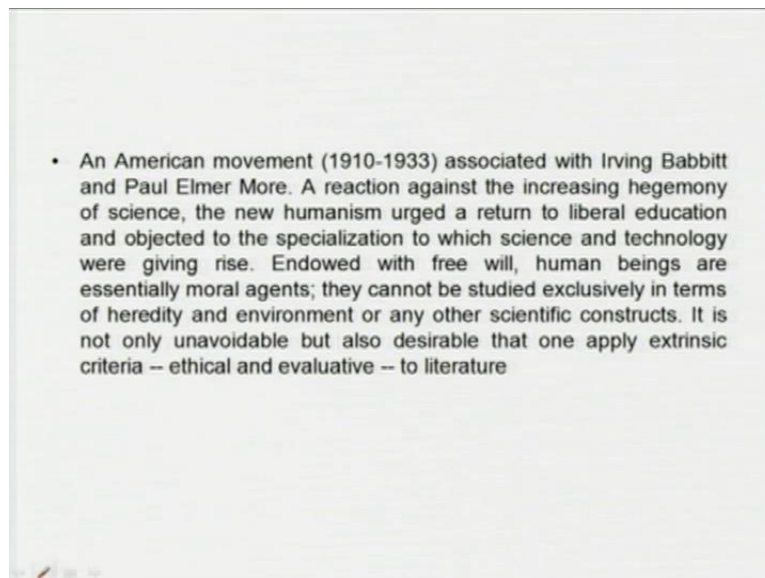 • An American movement (1910-1933) associated with Irving Babbitt
and Paul Elmer More. A reaction against the increasing hegemony
of science, the new humanism urged a return to liberal education
and objected to the specialization to which science and technology
were giving rise. Endowed with free will, human beings are
essentially moral agents; they cannot be studied exclusively in terms
of heredity and environment or any other scientific constructs. It is
not only unavoidable but also desirable that one apply extrinsic
criteria -- ethical and evaluative -- to literature